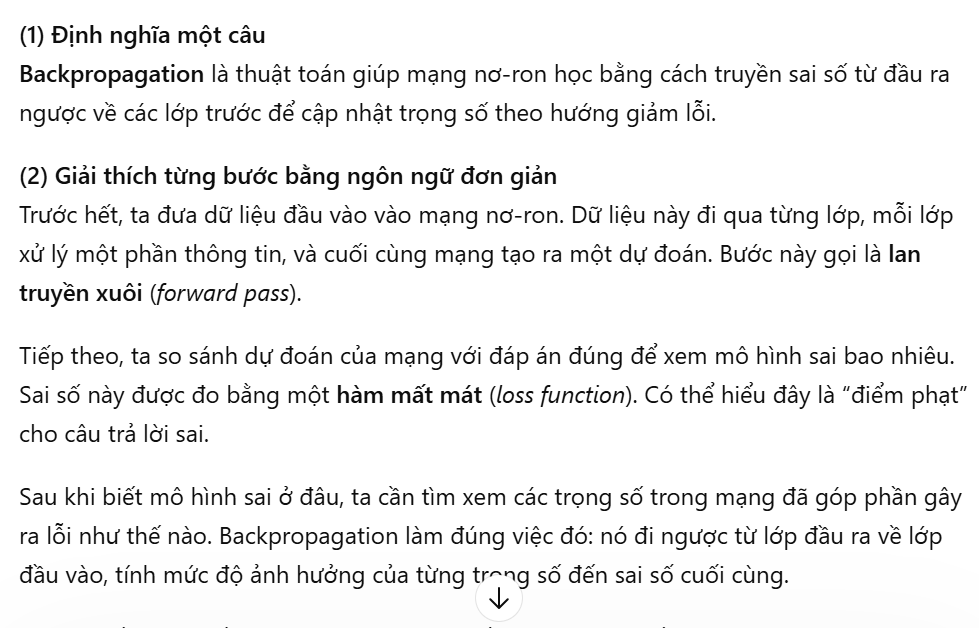 (1) Định nghĩa một câu
Backpropagation là thuật toán giúp mạng nơ-ron học bằng cách truyền sai số từ đầu ra
ngược về các lớp trước để cập nhật trọng số theo hướng giảm lỗi.
(2) Giải thích từng bước bằng ngôn ngữ đơn giản
Trước hết, ta đưa dữ liệu đầu vào vào mạng nơ-ron. Dữ liệu này đi qua từng lớp, mỗi lớp
xử lý một phần thông tin, và cuối cùng mạng tạo ra một dự đoán. Bước này gọi là lan
truyền xuôi (forward pass).
Tiếp theo, ta so sánh dự đoán của mạng với đáp án đúng để xem mô hình sai bao nhiêu.
Sai số này được đo bằng một hàm mất mát (loss function). Có thể hiểu đây là “điểm phạt”
cho câu trả lời sai.
Sau khi biết mô hình sai ở đâu, ta cần tìm xem các trọng số trong mạng đã góp phần gây
ra lỗi như thế nào. Backpropagation làm đúng việc đó: nó đi ngược từ lớp đầu ra về lớp
đầu vào, tính mức độ ảnh hưởng của từng trọng số đến sai số cuối cùng.